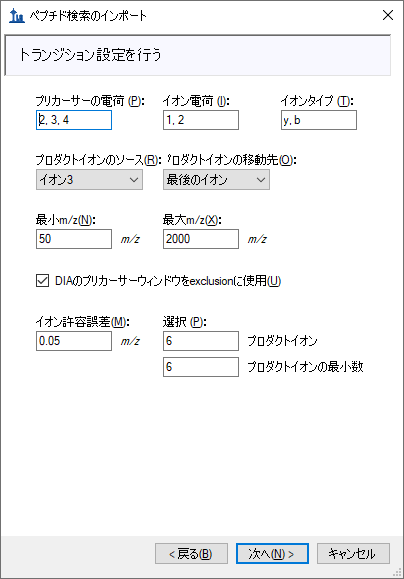 ペプチド検索のインポート
トランジション設定を行う
プリカーサーの電荷 (P): イオン電荷 (I): イオンタイプ (T):
2, 3, 4 1, 2 y, b
プロダクトイオンのソース(R): プロダクトイオンの移動先(O):
イオン3 最後のイオン
最小m/z(N): 最大m/z(X):
50 m/z 2000 m/z
DIAのプリカーサーウィンドウをexclusionに使用(U)
イオン許容誤差(M): 選択 (P):
0.05 m/z 6 プロダクトイオン
6 プロダクトイオンの最小数
< 戻る(B) 次へ(N) > キャンセル